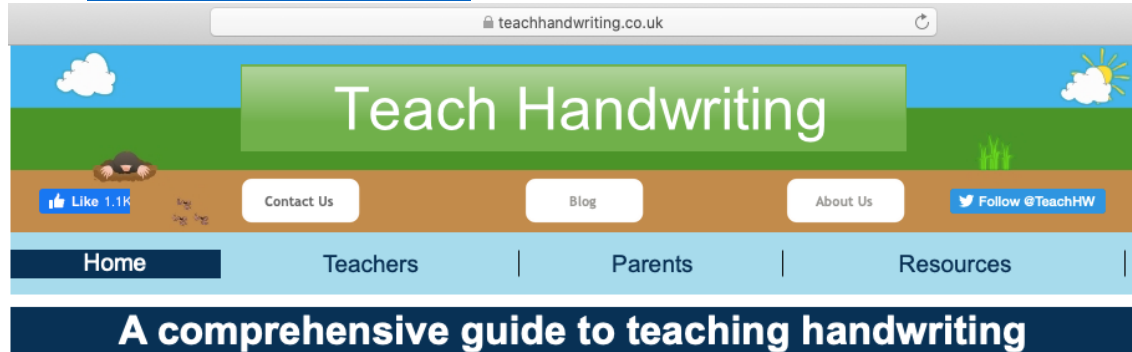 teachhandwriting.co.uk
Teach Handwriting
Like 1.1K
Contact Us
Blog
About Us
Follow @TeachHW
Home
Teachers
Parents
Resources
A comprehensive guide to teaching handwriting